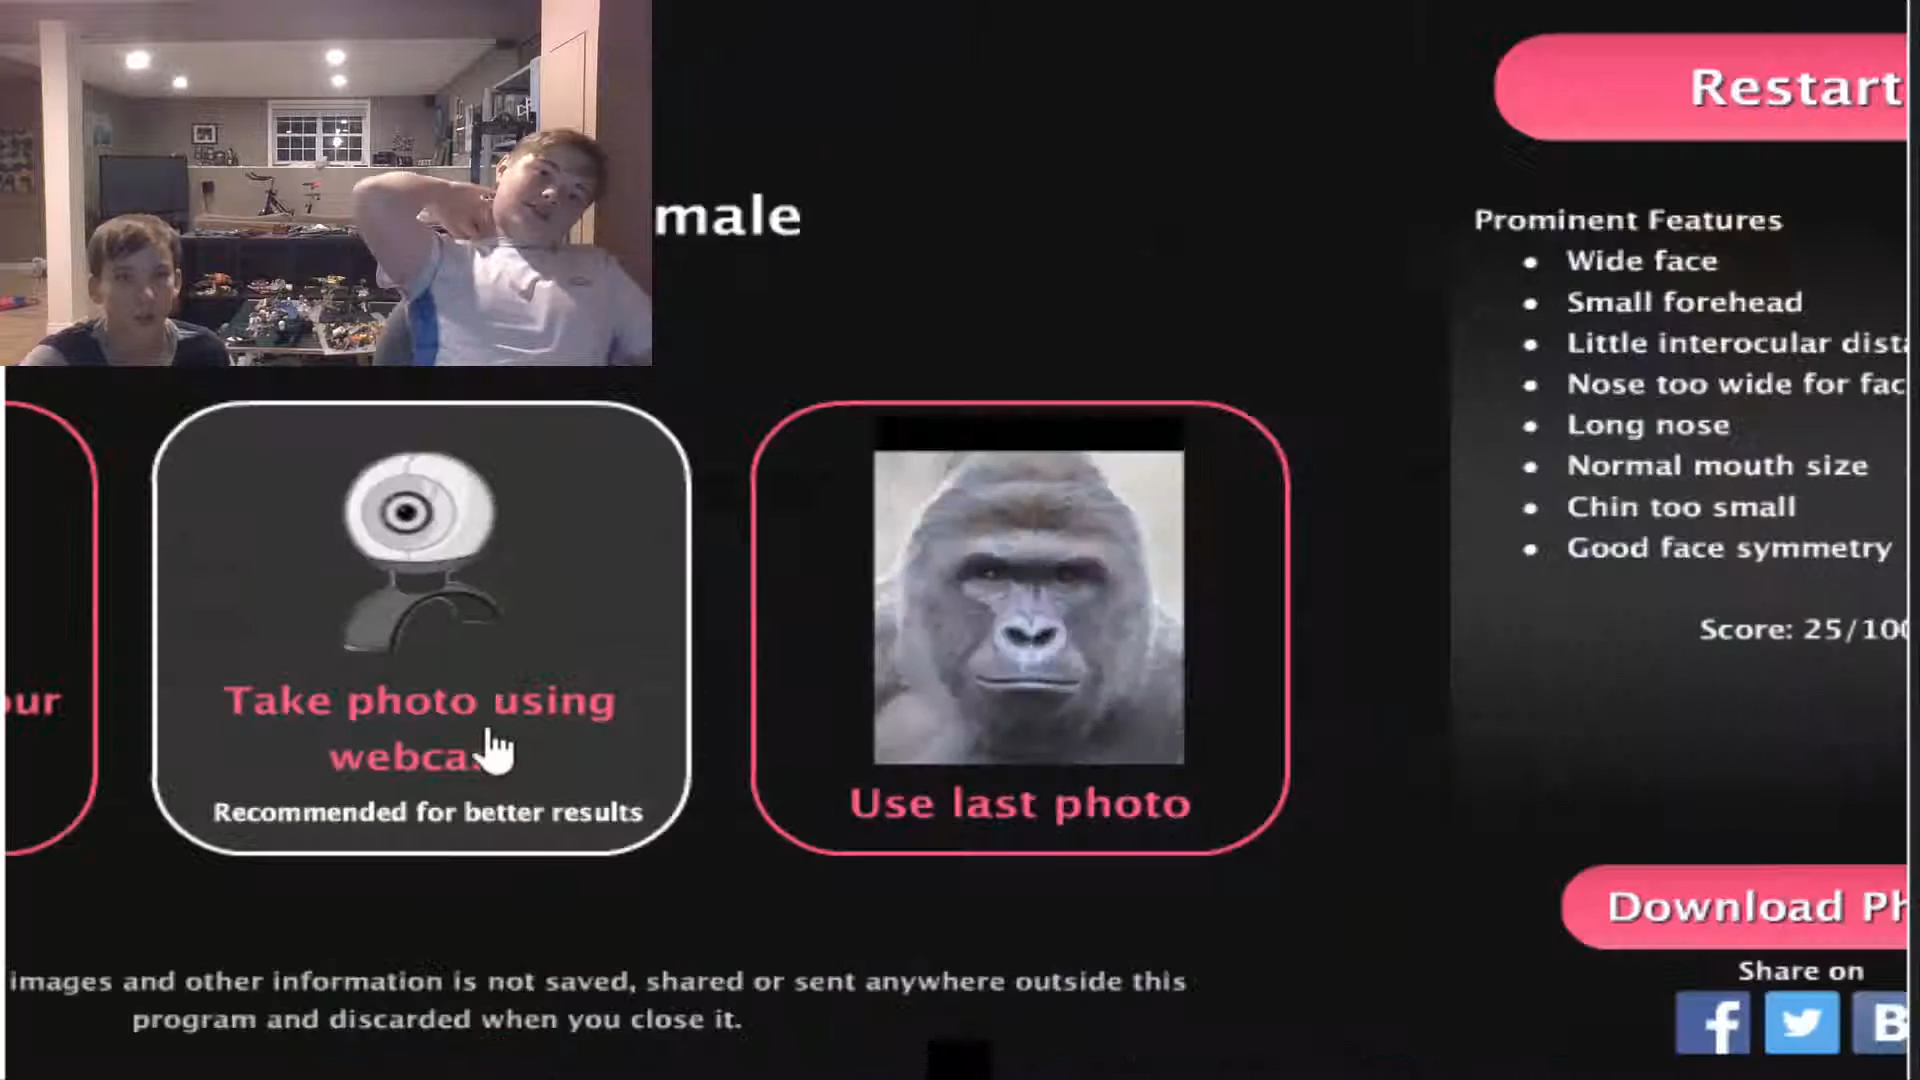 male
Restart
Prominent Features
Wide face
Small forehead
Little interocular dista
Nose too wide for fac
Long nose
Normal mouth size
Chin too small
Good face symmetry
Score: 25/100
our
Take photo using
webca
Recommended for better results
Use last photo
Download Ph
Share on
f
B
images and other information is not saved, shared or sent anywhere outside this
program and discarded when you close it.